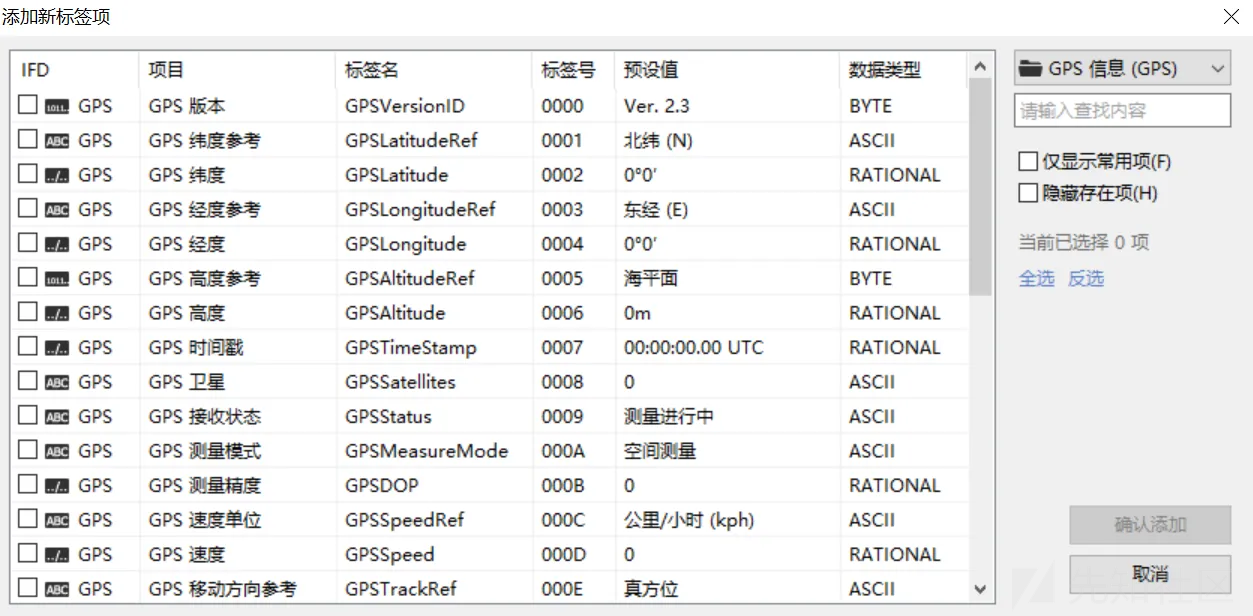 添加新标签项
IFD 项目 标签名 标签号 预设值 数据类型
1011.. GPS GPS 版本 GPSVersionID 0000 Ver. 2.3 BYTE
ABC GPS GPS 纬度参考 GPSLatitudeRef 0001 北纬 (N) ASCII
../.. GPS GPS 纬度 GPSLatitude 0002 0°0' RATIONAL
ABC GPS GPS 经度参考 GPSLongitudeRef 0003 东经 (E) ASCII
../.. GPS GPS 经度 GPSLongitude 0004 0°0' RATIONAL
1011.. GPS GPS 高度参考 GPSAltitudeRef 0005 海平面 BYTE
../.. GPS GPS 高度 GPSAltitude 0006 0m RATIONAL
../.. GPS GPS 时间戳 GPSTimeStamp 0007 00:00:00.00 UTC RATIONAL
ABC GPS GPS 卫星 GPSSatellites 0008 0 ASCII
ABC GPS GPS 接收状态 GPSStatus 0009 测量进行中 ASCII
ABC GPS GPS 测量模式 GPSMeasureMode 000A 空间测量 ASCII
../.. GPS GPS 测量精度 GPSDOP 000B 0 RATIONAL
ABC GPS GPS 速度单位 GPSSpeedRef 000C 公里/小时 (kph) ASCII
../.. GPS GPS 速度 GPSSpeed 000D 0 RATIONAL
ABC GPS GPS 移动方向参考 GPSTrackRef 000E 真方位 ASCII
GPS 信息 (GPS)
请输入查找内容
仅显示常用项(F)
隐藏存在项(H)
当前已选择 0 项
全选 反选
确认添加
取消
先知社区